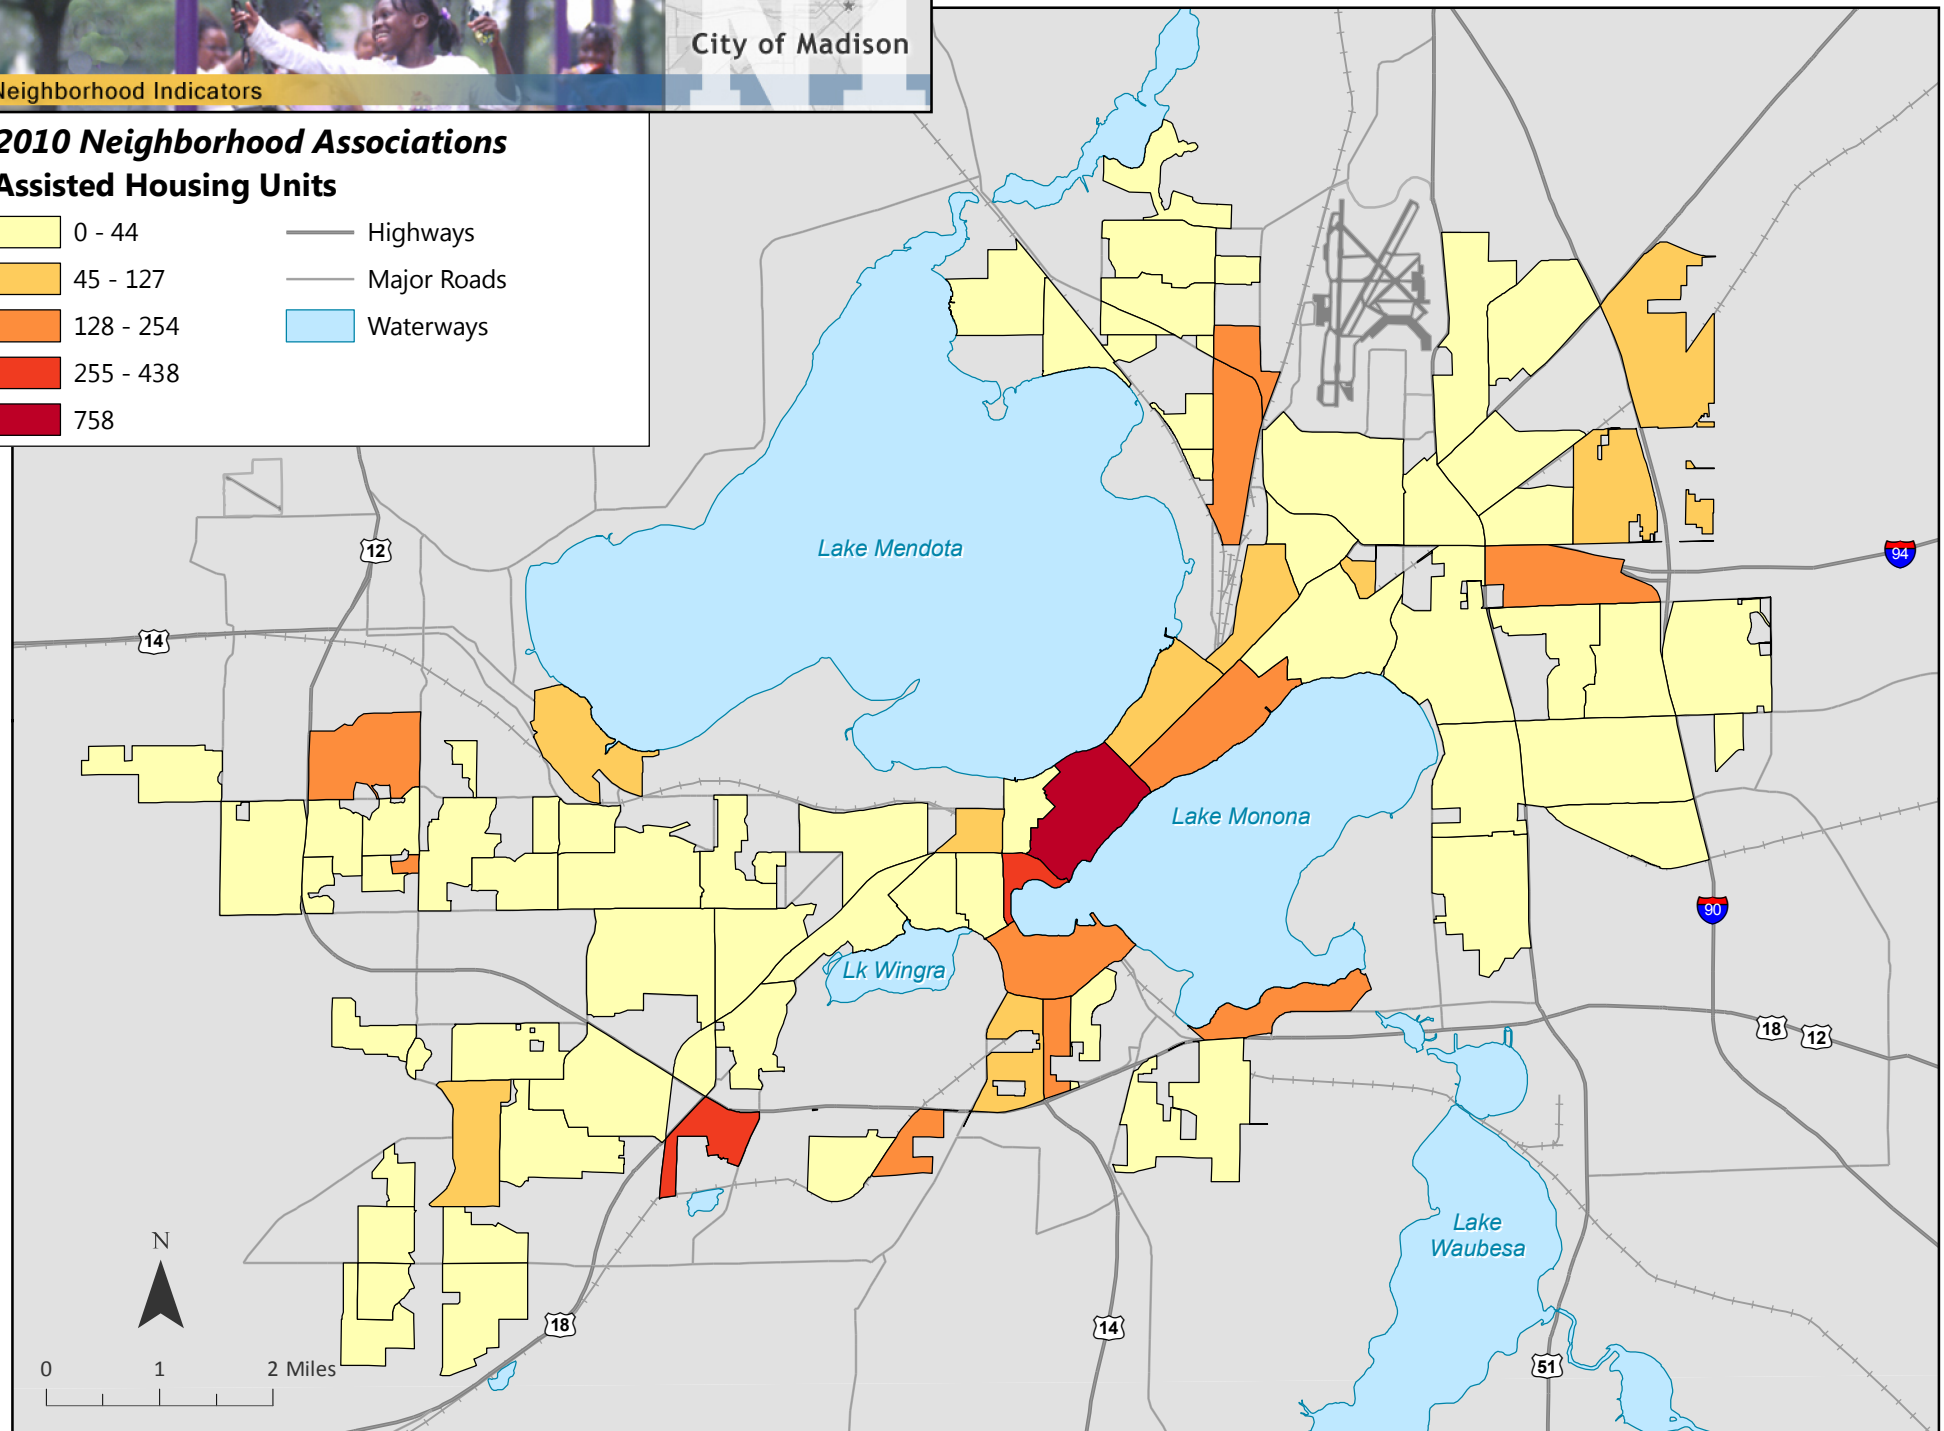 City of Madison
NI
Neighborhood Indicators
2010 Neighborhood Associations
Assisted Housing Units
0 - 44
Highways
45 - 127
Major Roads
128 - 254
Waterways
255 - 438
758
12
Lake Mendota
94
14
Lake Monona
90
Lk Wingra
18
12
Lake
Waubesa
N
18
14
51
0 1 2 Miles